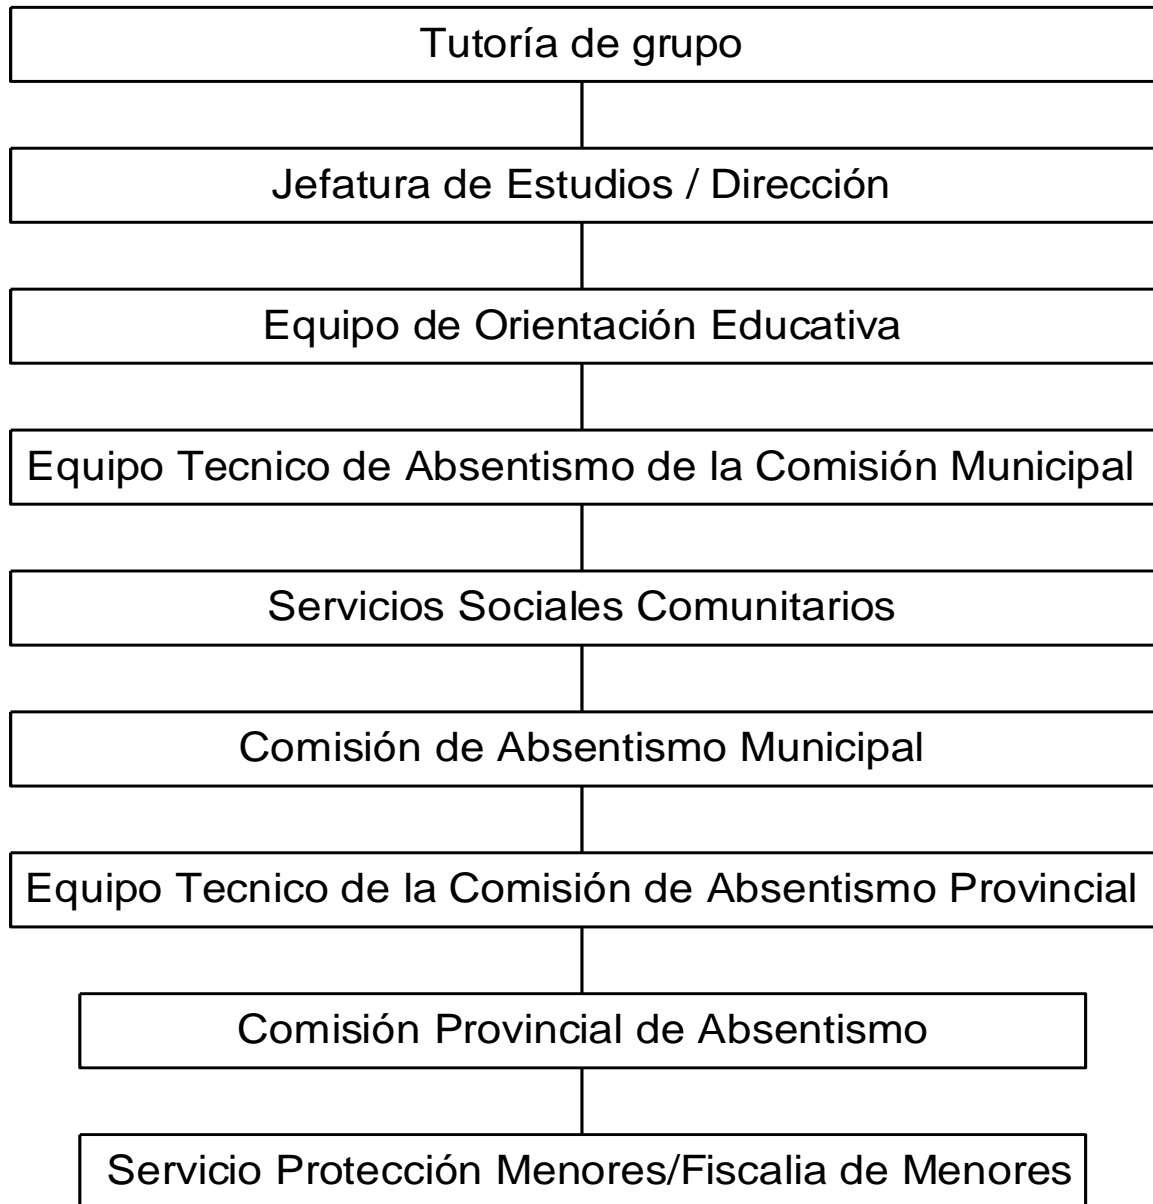 Tutoría de grupo
Jefatura de Estudios / Dirección
Equipo de Orientación Educativa
Equipo Tecnico de Absentismo de la Comisión Municipal
Servicios Sociales Comunitarios
Comisión de Absentismo Municipal
Equipo Tecnico de la Comisión de Absentismo Provincial
Comisión Provincial de Absentismo
Servicio Protección Menores/Fiscalia de Menores